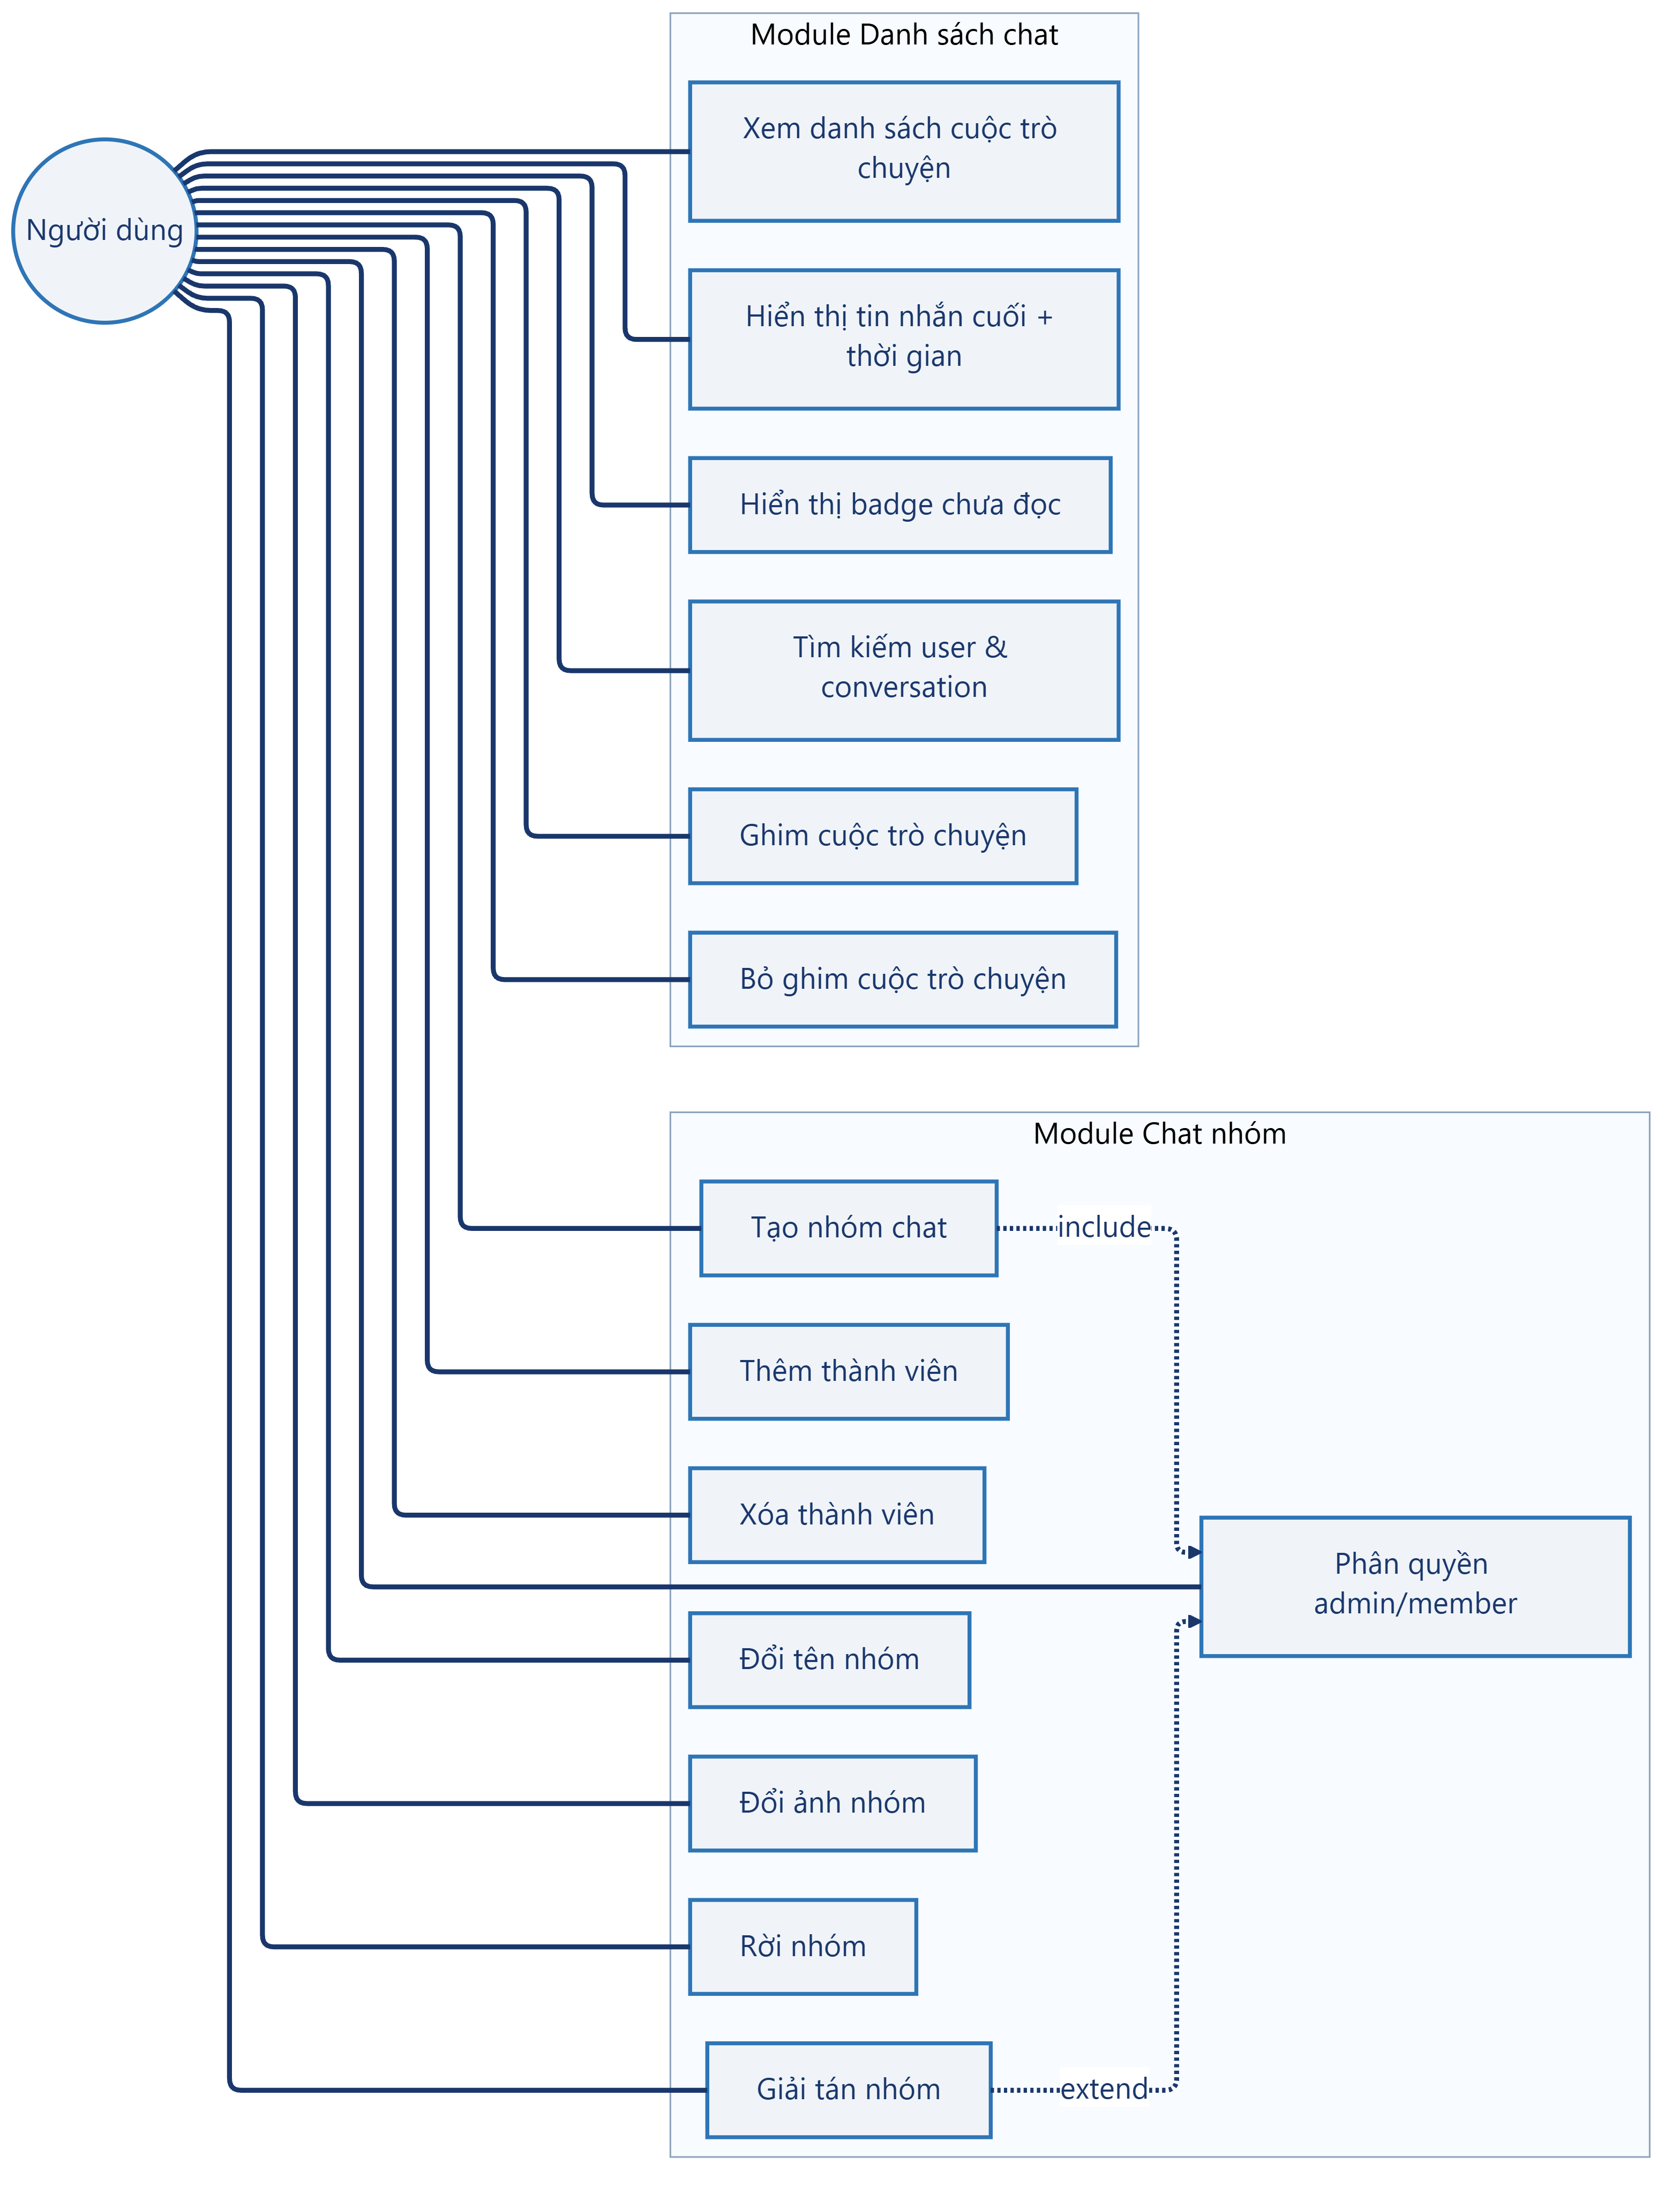 Module Danh sách chat
Xem danh sách cuộc trò
chuyện
Người dùng
Hiển thị tin nhắn cuối +
thời gian
Hiển thị badge chưa đọc
Tìm kiếm user &
conversation
Ghim cuộc trò chuyện
Bỏ ghim cuộc trò chuyện
Module Chat nhóm
Tạo nhóm chat
include
Thêm thành viên
Xóa thành viên
Phân quyền
admin/member
Đổi tên nhóm
Đổi ảnh nhóm
Rời nhóm
Giải tán nhóm
extend